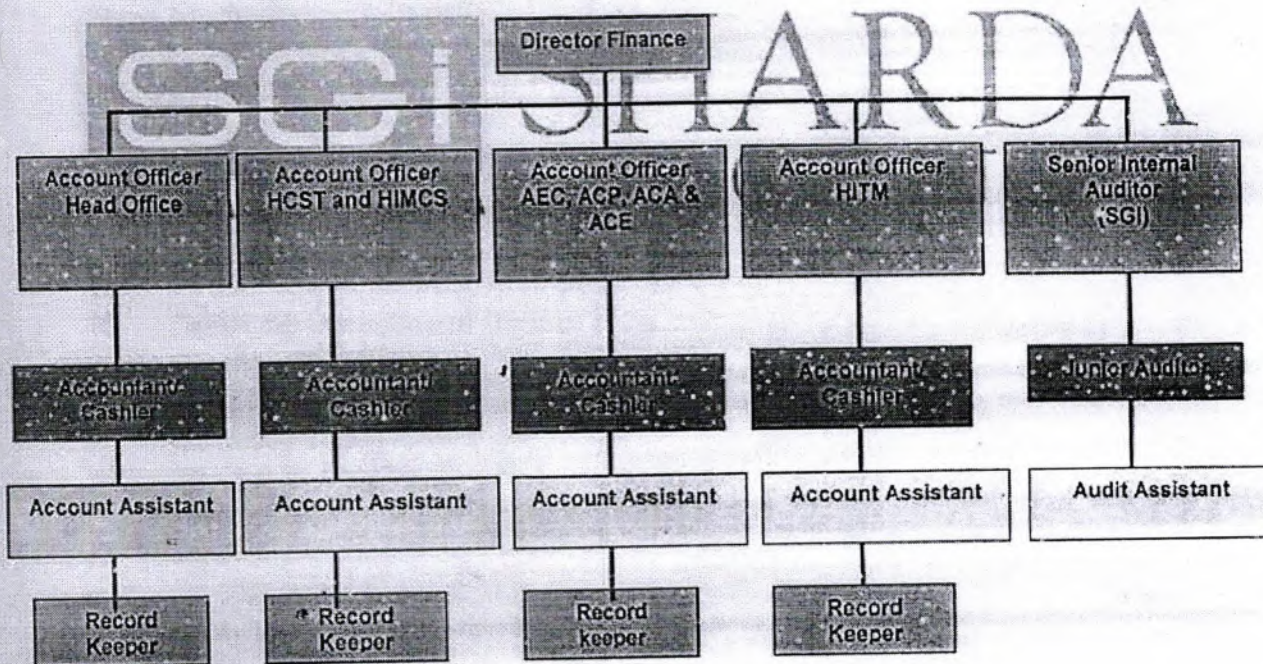 SGI SHARDA
Director Finance
Account Officer
Head Office
Account Officer
HCST and HIMCS
Account Officer
AEC, ACP, ACA &
ACE
Account Officer
HITM
Senior Internal
Auditor
(SGI)
Accountant/
Cashier
Accountant/
Cashier
Accountant/
Cashier
Accountant/
Cashier
Junior Auditor
Account Assistant
Account Assistant
Account Assistant
Account Assistant
Audit Assistant
Record
Keeper
Record
Keeper
Record
keeper
Record
Keeper